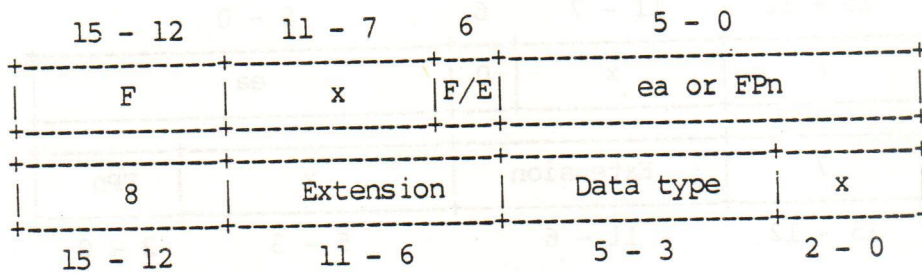 15 - 12 11 - 7 6 5 - 0
F x F/E ea or FPn
8 Extension Data type x
15 - 12 11 - 6 5 - 3 2 - 0